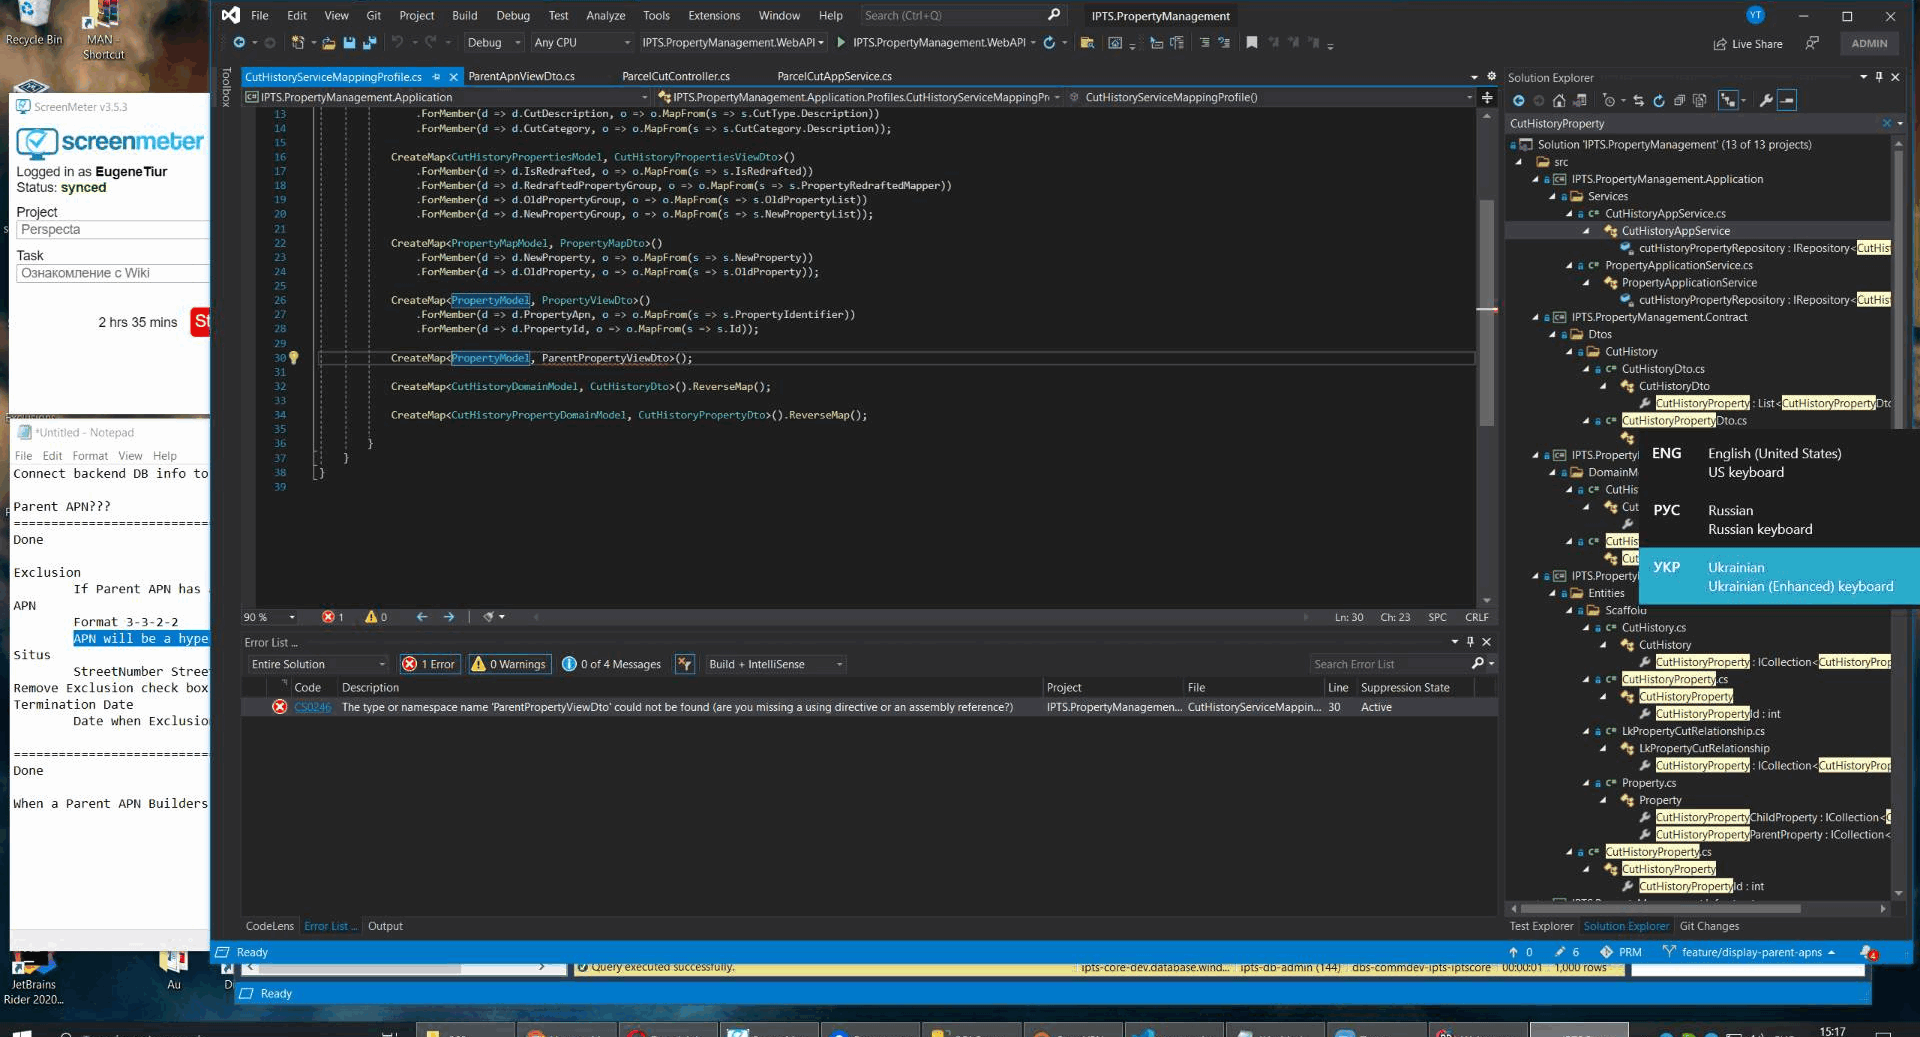 Recycle Bin
MAN - Shortcut
ScreenMeter v3.5.3
screenmeter
Logged in as EugeneTiur
Status: synced
Project
Perspecta
Task
Ознакомление с Wiki
2 hrs 35 mins
St
*Untitled - Notepad
File Edit Format View Help
Connect backend DB info to
Parent APN???
Done
Exclusion
If Parent APN has
APN
Format 3-3-2-2
APN will be a hype
Situs
StreetNumber Stree
Remove Exclusion check box
Termination Date
Date when Exclusio
Done
When a Parent APN Builders
JetBrains Rider 2020...
Au
File Edit View Git Project Build Debug Test Analyze Tools Extensions Window Help
Search (Ctrl+Q)
IPTS.PropertyManagement
YT
Debug
Any CPU
IPTS.PropertyManagement.WebAPI
IPTS.PropertyManagement.WebAPI
Live Share
ADMIN
Toolbox
CutHistoryServiceMappingProfile.cs
ParentApnViewDto.cs
ParcelCutController.cs
ParcelCutAppService.cs
IPTS.PropertyManagement.Application
IPTS.PropertyManagement.Application.Profiles.CutHistoryServiceMappingPr
CutHistoryServiceMappingProfile()
13 .ForMember(d => d.CutDescription, o => o.MapFrom(s => s.CutType.Description))
14 .ForMember(d => d.CutCategory, o => o.MapFrom(s => s.CutCategory.Description));
15
16 CreateMap<CutHistoryPropertiesModel, CutHistoryPropertiesViewDto>()
17 .ForMember(d => d.IsRedrafted, o => o.MapFrom(s => s.IsRedrafted))
18 .ForMember(d => d.RedraftedPropertyGroup, o => o.MapFrom(s => s.PropertyRedraftedMapper))
19 .ForMember(d => d.OldPropertyGroup, o => o.MapFrom(s => s.OldPropertyList))
20 .ForMember(d => d.NewPropertyGroup, o => o.MapFrom(s => s.NewPropertyList));
21
22 CreateMap<PropertyMapModel, PropertyMapDto>()
23 .ForMember(d => d.NewProperty, o => o.MapFrom(s => s.NewProperty))
24 .ForMember(d => d.OldProperty, o => o.MapFrom(s => s.OldProperty));
25
26 CreateMap<PropertyModel, PropertyViewDto>()
27 .ForMember(d => d.PropertyApn, o => o.MapFrom(s => s.PropertyIdentifier))
28 .ForMember(d => d.PropertyId, o => o.MapFrom(s => s.Id));
29
30 CreateMap<PropertyModel, ParentPropertyViewDto>();
31
32 CreateMap<CutHistoryDomainModel, CutHistoryDto>().ReverseMap();
33
34 CreateMap<CutHistoryPropertyDomainModel, CutHistoryPropertyDto>().ReverseMap();
35
36 }
37 }
38 }
39
90 %
1
0
Ln: 30 Ch: 23 SPC CRLF
Error List ...
Entire Solution
1 Error
0 Warnings
0 of 4 Messages
Build + IntelliSense
Search Error List
Code Description Project File Line Suppression State
CS0246 The type or namespace name 'ParentPropertyViewDto' could not be found (are you missing a using directive or an assembly reference?) IPTS.PropertyManagemen... CutHistoryServiceMappin... 30 Active
CodeLens Error List ... Output
Ready
Solution Explorer
CutHistoryProperty
Solution 'IPTS.PropertyManagement' (13 of 13 projects)
src
IPTS.PropertyManagement.Application
Services
CutHistoryAppService.cs
CutHistoryAppService
cutHistoryPropertyRepository : IRepository<CutHist
PropertyApplicationService.cs
PropertyApplicationService
cutHistoryPropertyRepository : IRepository<CutHist
IPTS.PropertyManagement.Contract
Dtos
CutHistory
CutHistoryDto.cs
CutHistoryDto
CutHistoryProperty : List<CutHistoryPropertyDto
CutHistoryPropertyDto.cs
IPTS.Property
DomainM
CutHis
Cut
CutHis
Cut
IPTS.Property
Entities
Scaffold
CutHistory.cs
CutHistory
CutHistoryProperty : ICollection<CutHistoryProp
CutHistoryProperty.cs
CutHistoryProperty
CutHistoryPropertyId : int
LkPropertyCutRelationship.cs
LkPropertyCutRelationship
CutHistoryProperty : ICollection<CutHistoryProp
Property.cs
Property
CutHistoryPropertyChildProperty : ICollection<C
CutHistoryPropertyParentProperty : ICollection<
CutHistoryProperty.cs
CutHistoryProperty
CutHistoryPropertyId : int
Test Explorer Solution Explorer Git Changes
ENG English (United States)
US keyboard
РУС Russian
Russian keyboard
УКР Ukrainian
Ukrainian (Enhanced) keyboard
0 6 PRM feature/display-parent-apns 4
Query executed successfully. ipts-core-dev.database.wind... ipts-db-admin (144) dbs-commdev-ipts-iptscore 00:00:01 1,000 rows
Ready
15:17